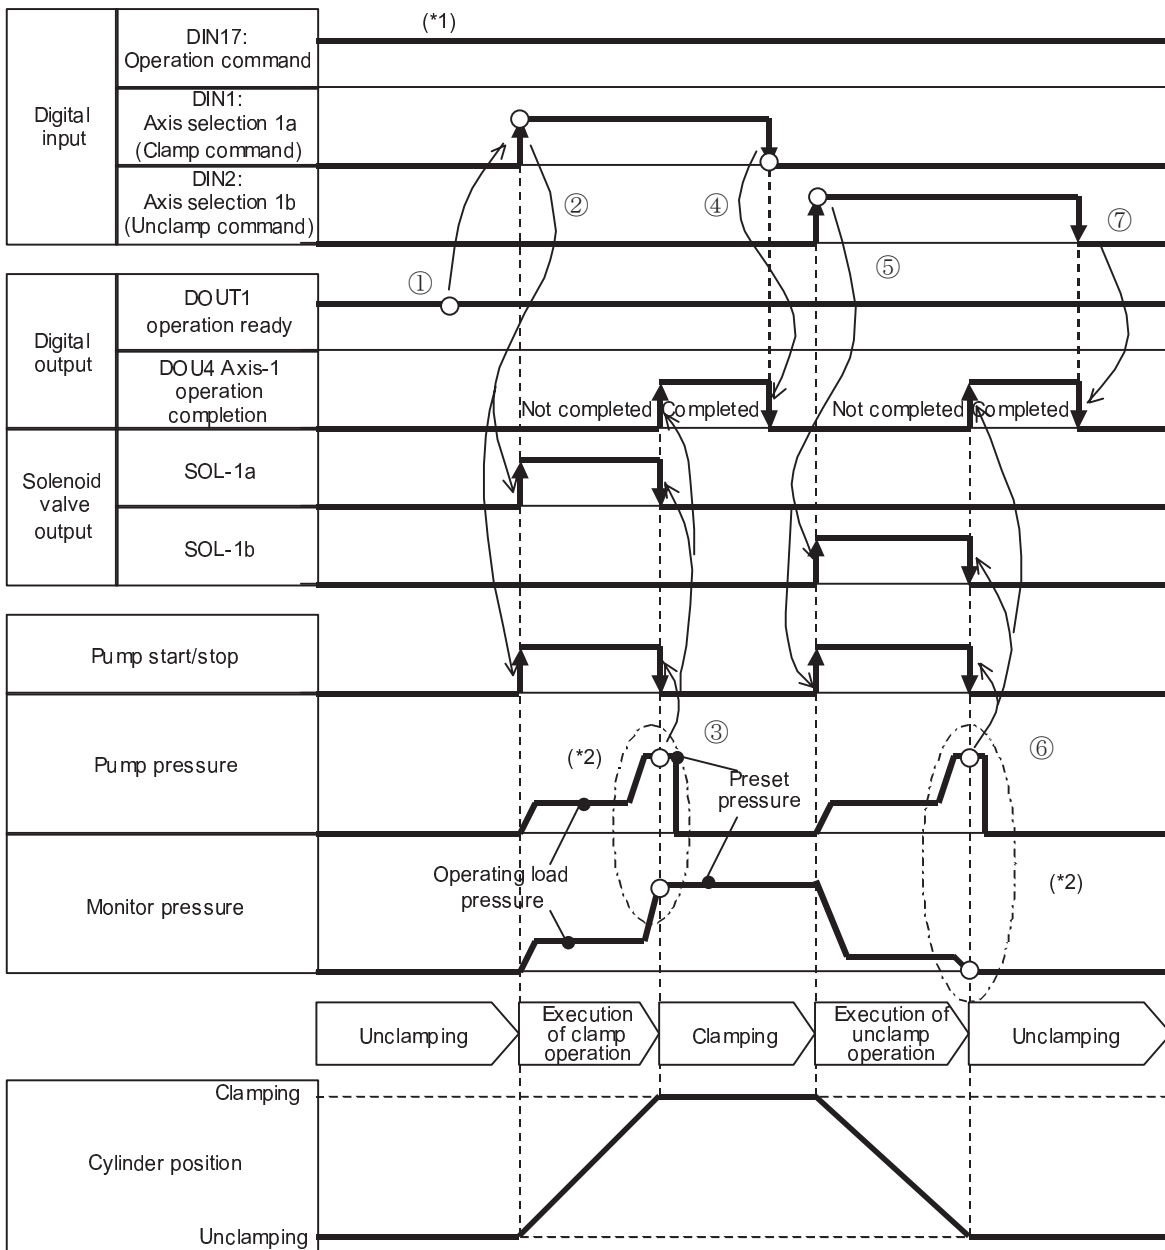 (*1)
Digital
input
DIN17:
Operation command
DIN1:
Axis selection 1a
(Clamp command)
DIN2:
Axis selection 1b
(Unclamp command)
②
④
⑤
⑦
Digital
output
DOUT1
operation ready
①
DOU4 Axis-1
operation
completion
Not completed
Completed
Not completed
Completed
Solenoid
valve
output
SOL-1a
SOL-1b
Pump start/stop
Pump pressure
(*2)
③
Preset
pressure
⑥
Monitor pressure
Operating load
pressure
(*2)
Unclamping
Execution
of clamp
operation
Clamping
Execution of
unclamp
operation
Unclamping
Clamping
Cylinder position
Unclamping